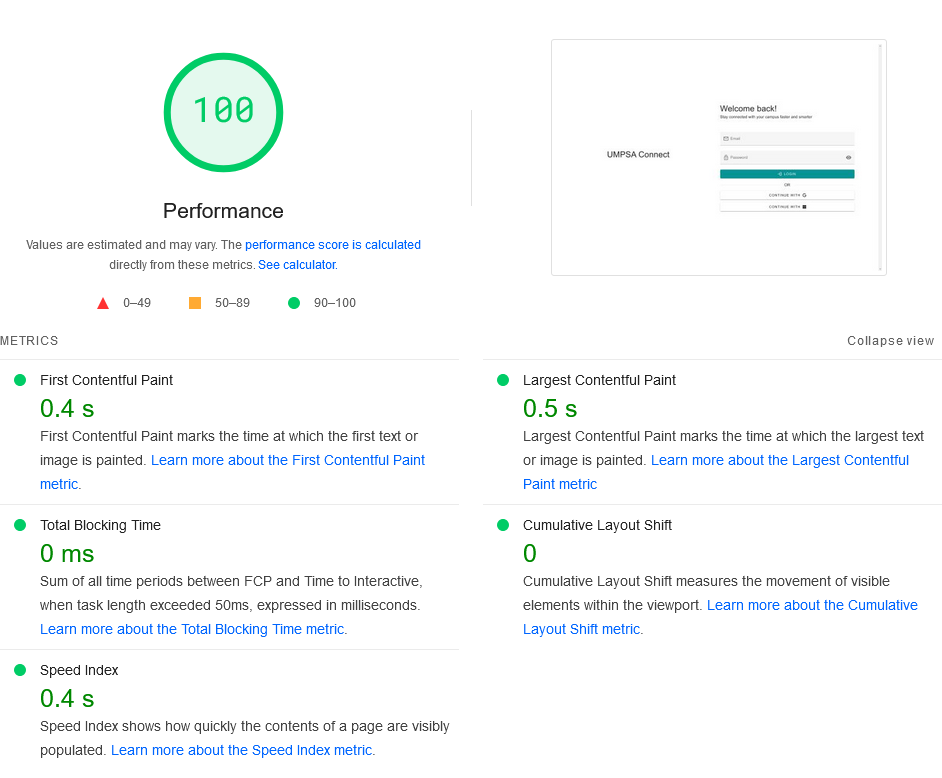 100
Performance
Values are estimated and may vary. The performance score is calculated
directly from these metrics. See calculator.
0–49 50–89 90–100
Welcome back!
Stay connected with your campus faster and smarter
Email
UMPSA Connect
Password
LOGIN
OR
CONTINUE WITH
CONTINUE WITH
METRICS
Collapse view
First Contentful Paint
0.4 s
First Contentful Paint marks the time at which the first text or
image is painted. Learn more about the First Contentful Paint
metric.
Largest Contentful Paint
0.5 s
Largest Contentful Paint marks the time at which the largest text
or image is painted. Learn more about the Largest Contentful
Paint metric
Total Blocking Time
0 ms
Sum of all time periods between FCP and Time to Interactive,
when task length exceeded 50ms, expressed in milliseconds.
Learn more about the Total Blocking Time metric.
Cumulative Layout Shift
0
Cumulative Layout Shift measures the movement of visible
elements within the viewport. Learn more about the Cumulative
Layout Shift metric.
Speed Index
0.4 s
Speed Index shows how quickly the contents of a page are visibly
populated. Learn more about the Speed Index metric.